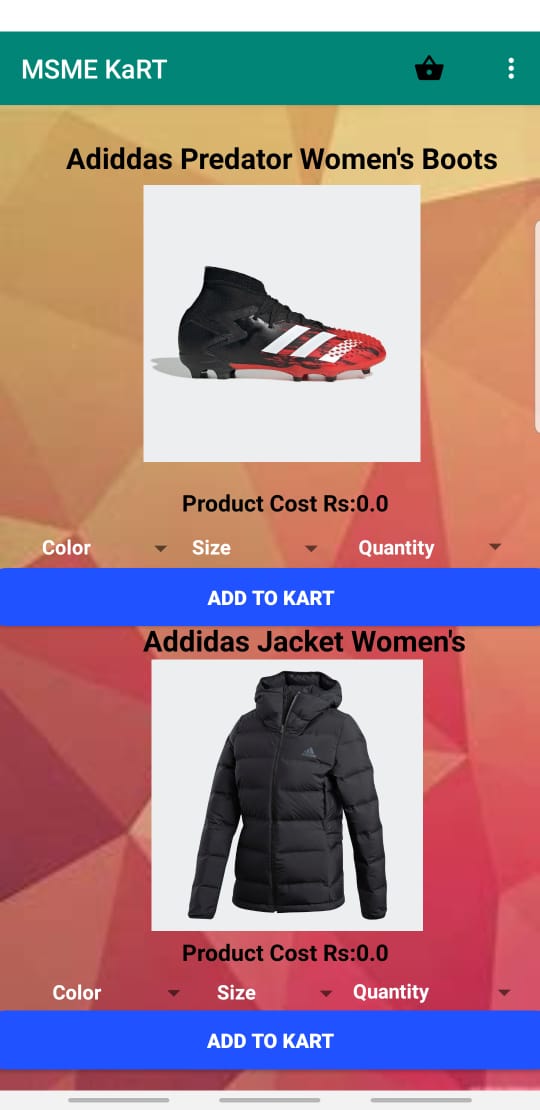 MSME KaRT
Adiddas Predator Women's Boots
Product Cost Rs:0.0
Color Size Quantity
ADD TO KART
Addidas Jacket Women's
Product Cost Rs:0.0
Color Size Quantity
ADD TO KART